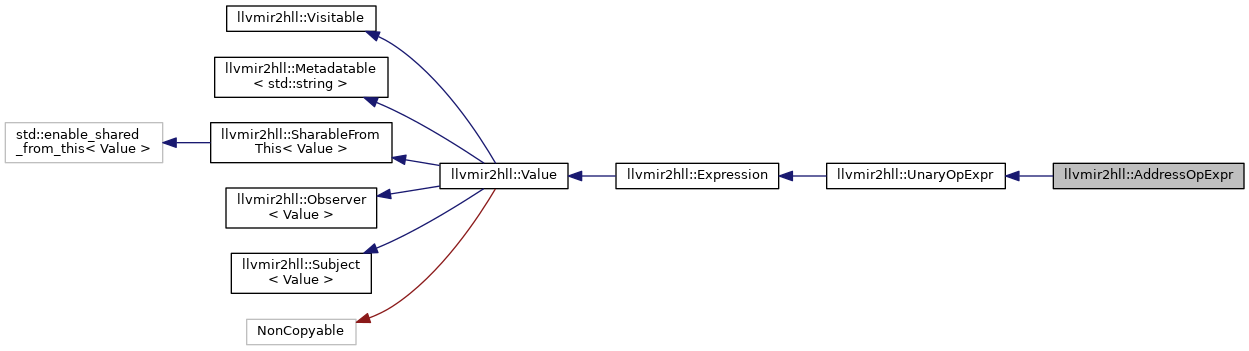 llvmir2hll::Visitable
llvmir2hll::Metadatable
< std::string >
std::enable_shared
_from_this< Value >
llvmir2hll::SharableFrom
This< Value >
llvmir2hll::Value
llvmir2hll::Expression
llvmir2hll::UnaryOpExpr
llvmir2hll::AddressOpExpr
llvmir2hll::Observer
< Value >
llvmir2hll::Subject
< Value >
NonCopyable